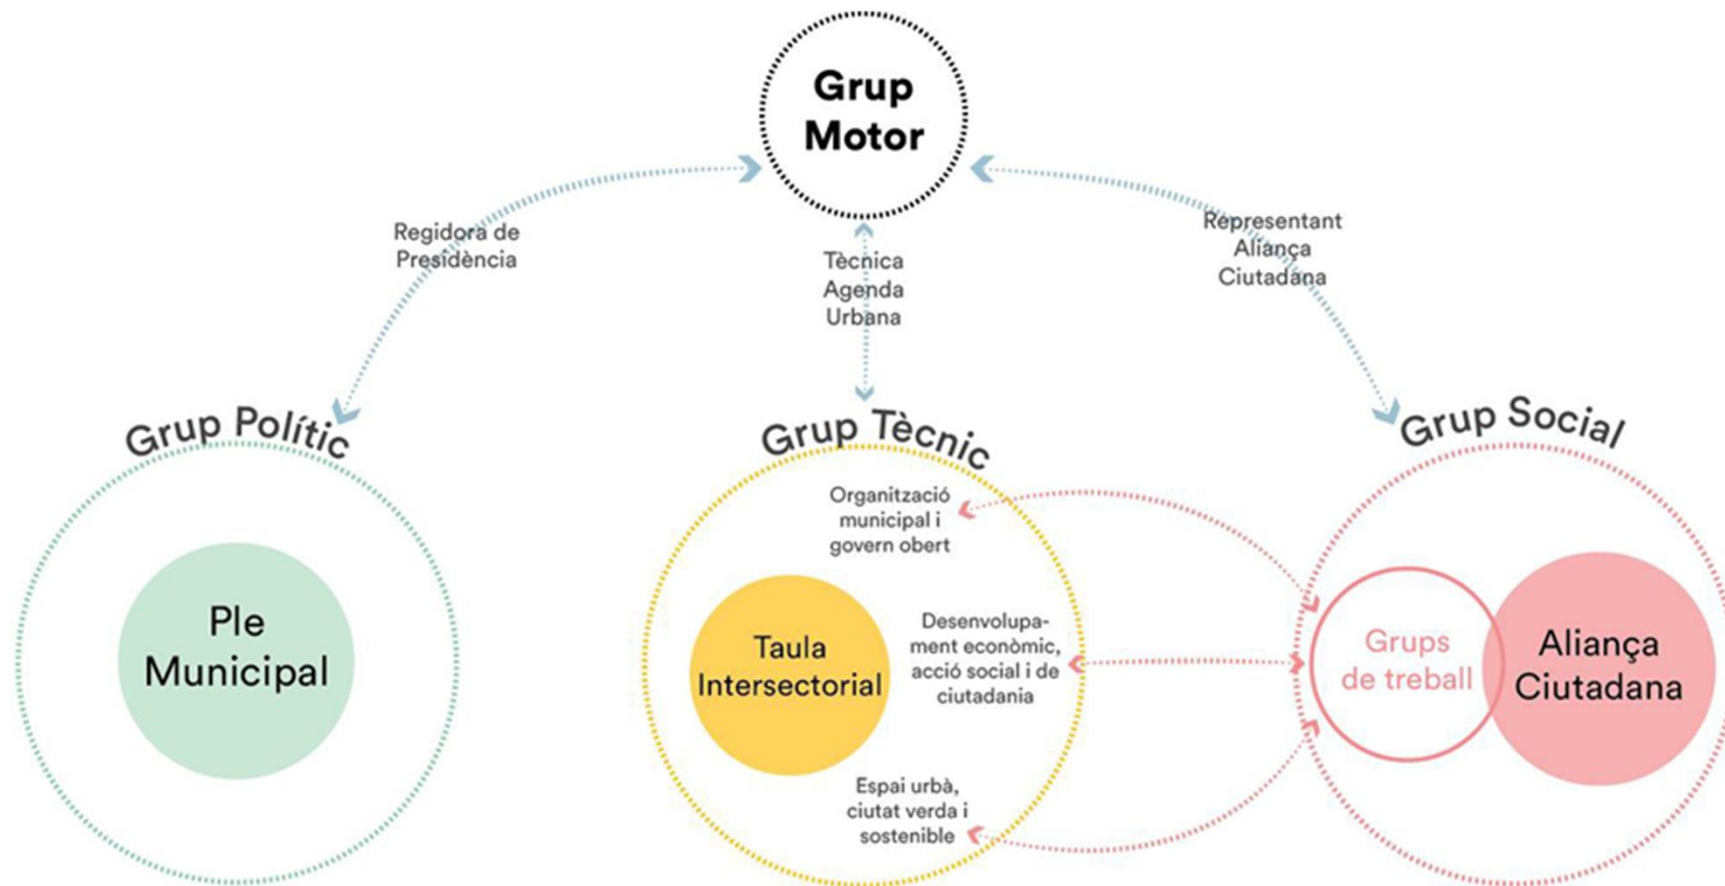 Grup
Motor
Regidora de
Presidència
Tècnica
Agenda
Urbana
Representant
Aliança
Ciutadana
Grup Polític
Ple
Municipal
Grup Tècnic
Organització
municipal i
govern obert
Taula
Intersectorial
Desenvolupa-
ment econòmic,
acció social i de
ciutadania
Espai urbà,
ciutat verda i
sostenible
Grup Social
Grups
de treball
Aliança
Ciutadana